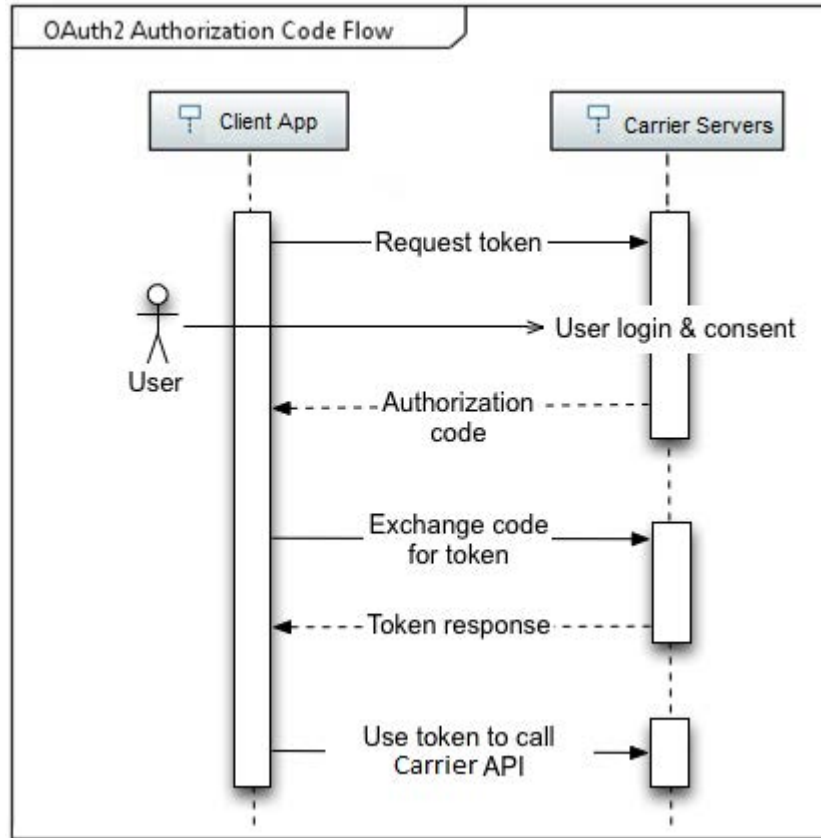 OAuth2 Authorization Code Flow
Client App
Carrier Servers
Request token
User login & consent
User
Authorization
code
Exchange code
for token
Token response
Use token to call
Carrier API